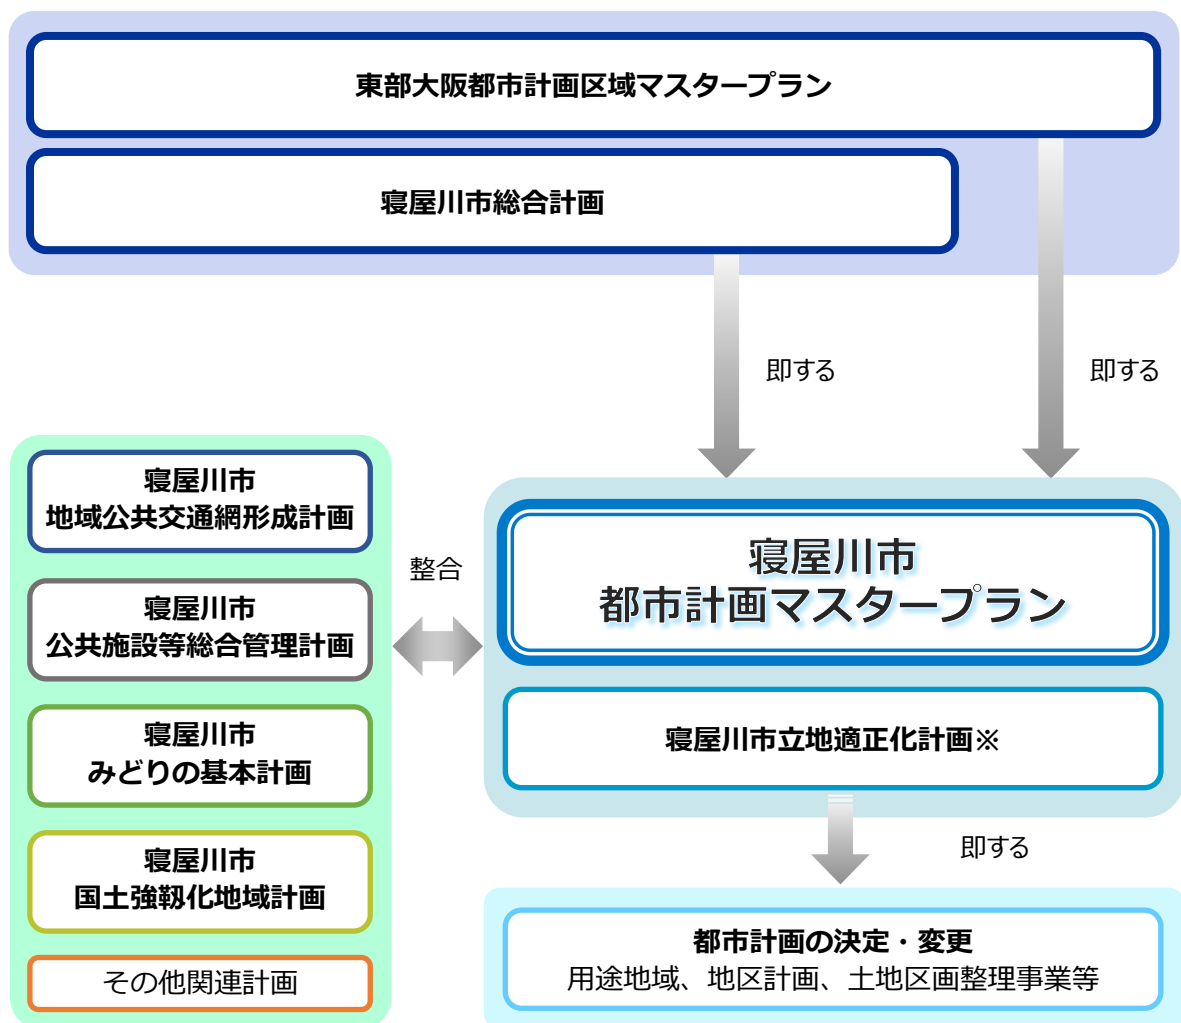 東部大阪都市計画区域マスタープラン
寝屋川市総合計画
即する
即する
寝屋川市
地域公共交通網形成計画
寝屋川市
公共施設等総合管理計画
寝屋川市
みどりの基本計画
寝屋川市
国土強靱化地域計画
その他関連計画
整合
寝屋川市
都市計画マスタープラン
寝屋川市立地適正化計画※
即する
都市計画の決定・変更
用途地域、地区計画、土地区画整理事業等